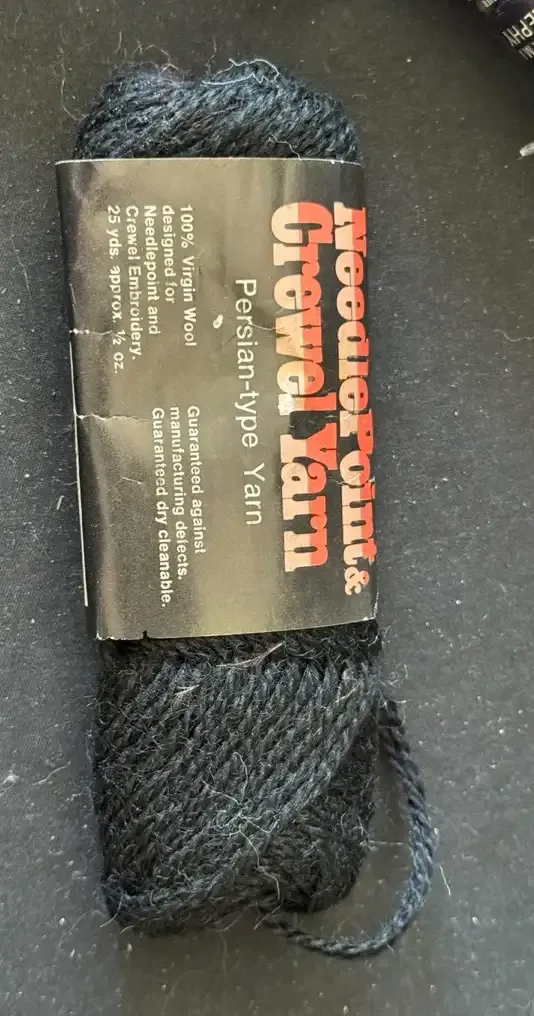 NeedlePoint &
Crewel Yarn
Persian-type Yarn
100% Virgin Wool
designed for
Needlepoint and
Crewel Embroidery.
25 yds. approx. ½ oz.
Guaranteed against
manufacturing defects.
Guaranteed dry cleanable.